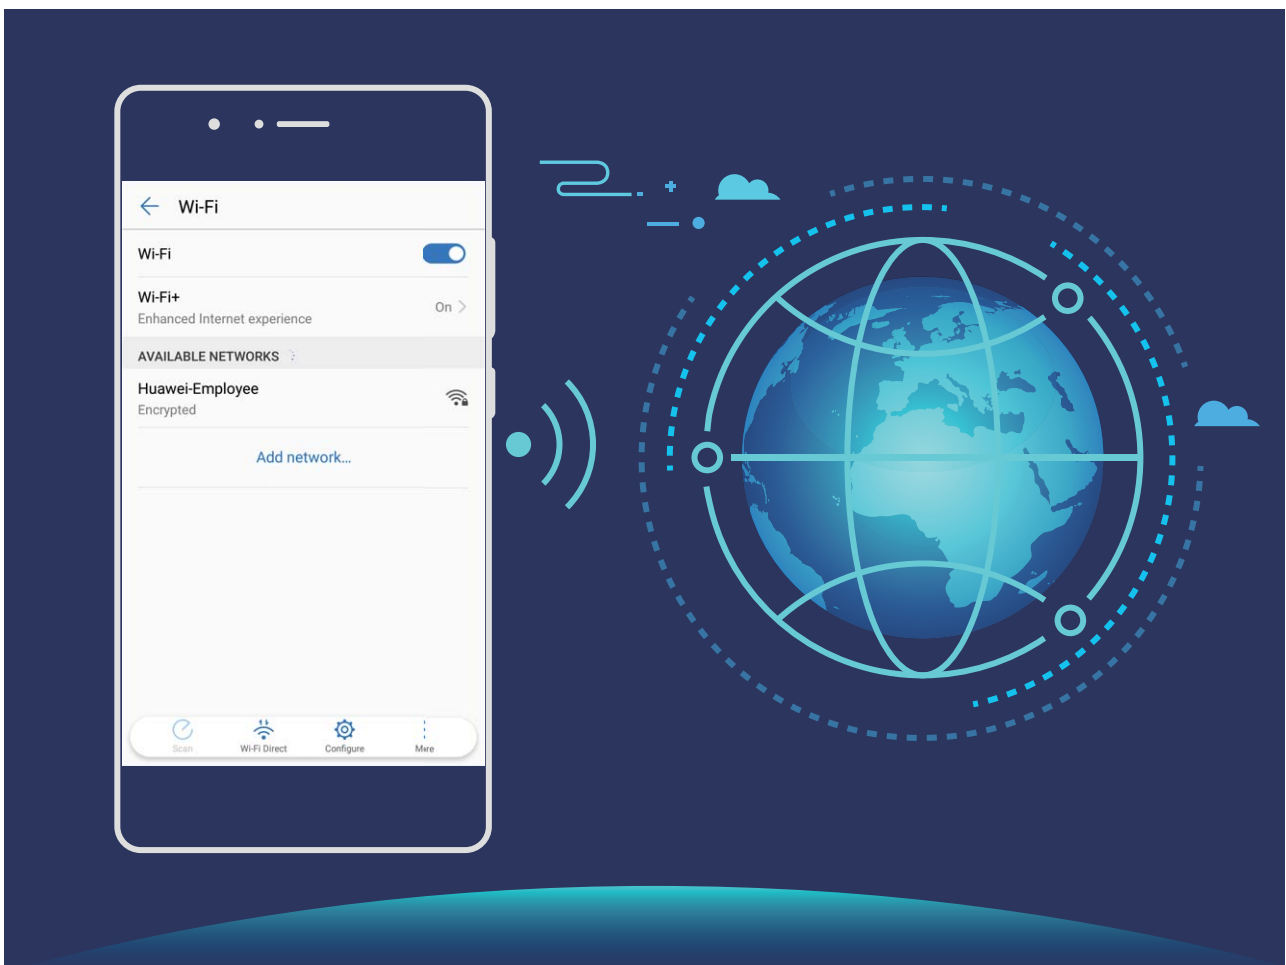 Wi-Fi
Wi-Fi
Wi-Fi+
On
Enhanced Internet experience
AVAILABLE NETWORKS
Huawei-Employee
Encrypted
Add network...
Scan Wi-Fi Direct Configure More